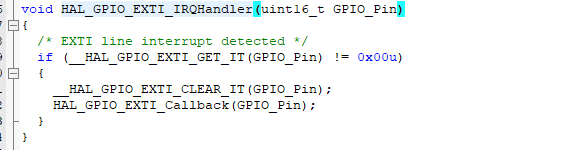 void HAL_GPIO_EXTI_IRQHandler(uint16_t GPIO_Pin)
{
/* EXTI line interrupt detected */
if (__HAL_GPIO_EXTI_GET_IT(GPIO_Pin) != 0x00u)
{
__HAL_GPIO_EXTI_CLEAR_IT(GPIO_Pin);
HAL_GPIO_EXTI_Callback(GPIO_Pin);
}
}